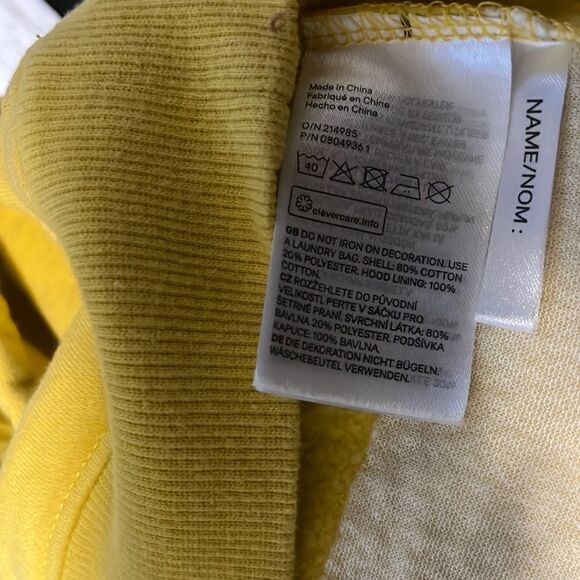 Made in China
Fabriqué en Chine
Hecho en China
O/N 214985
P/N 08049361
40
clevercare.info
GB DO NOT IRON ON DECORATION. USE
A LAUNDRY BAG. SHELL: 80% COTTON
20% POLYESTER. HOOD LINING: 100%
COTTON.
CZ ROZŽEHLETE DO PŮVODNÍ
VELIKOSTI PERTE V SÁČKU PRO
ŠETRNÉ PRANÍ. SVRCHNÍ LÁTKA: 80%
BAVLNA 20% POLYESTER. PODŠÍVKA
KAPUCE: 100% BAVLNA.
DE DIE DEKORATION NICHT BÜGELN.
WÄSCHEBEUTEL VERWENDEN.
NAME/NOM :